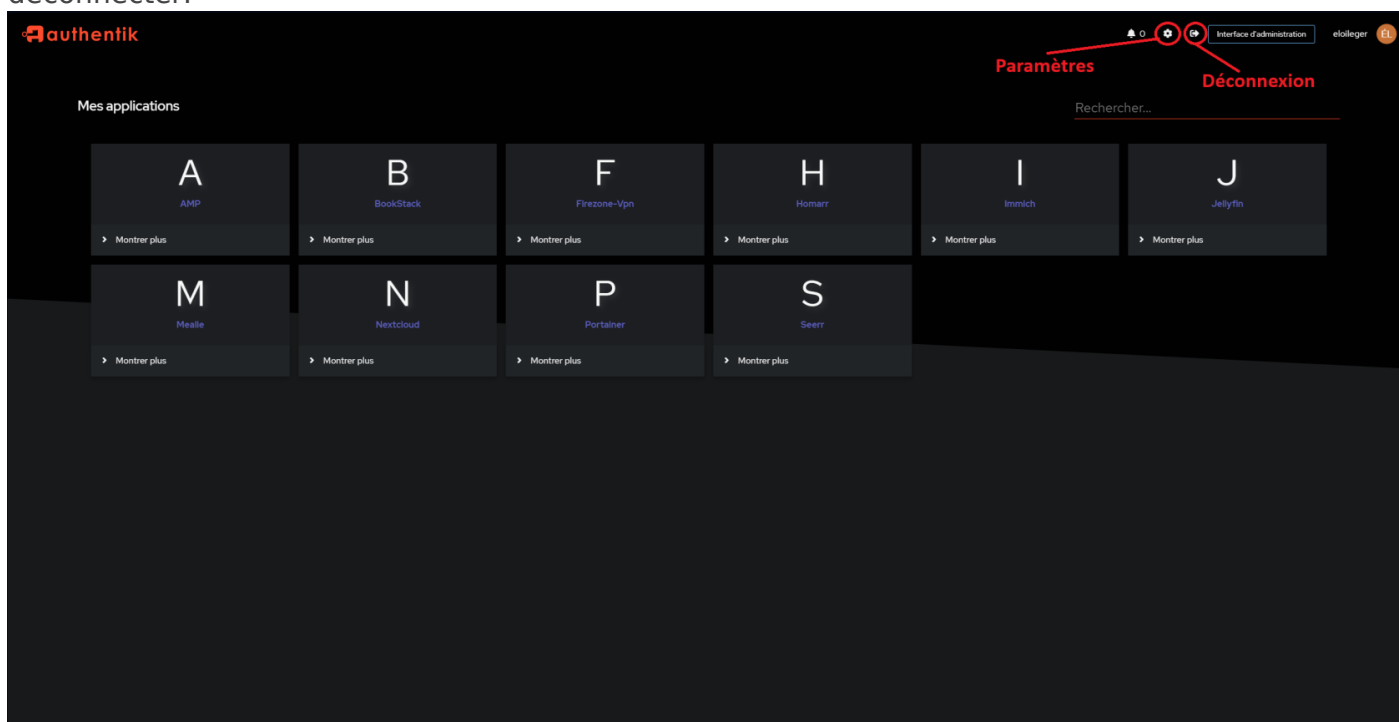 déconnecter.
authentik
0 Interface d'administration eloileger ÉL
Paramètres
Déconnexion
Mes applications
Rechercher...
A B F H I J
AMP BookStack Firezone-Vpn Homarr Immich Jellyfin
Montrer plus Montrer plus Montrer plus Montrer plus Montrer plus Montrer plus
M N P S
Mealie Nextcloud Portainer Seerr
Montrer plus Montrer plus Montrer plus Montrer plus